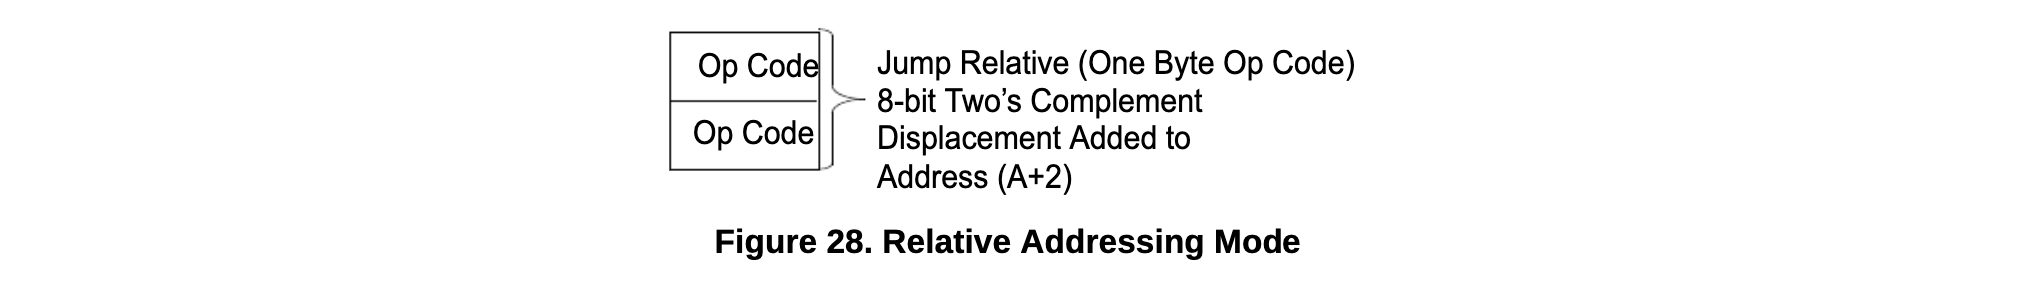 Op Code
Op Code
Jump Relative (One Byte Op Code)
8-bit Two’s Complement
Displacement Added to
Address (A+2)
Figure 28. Relative Addressing Mode